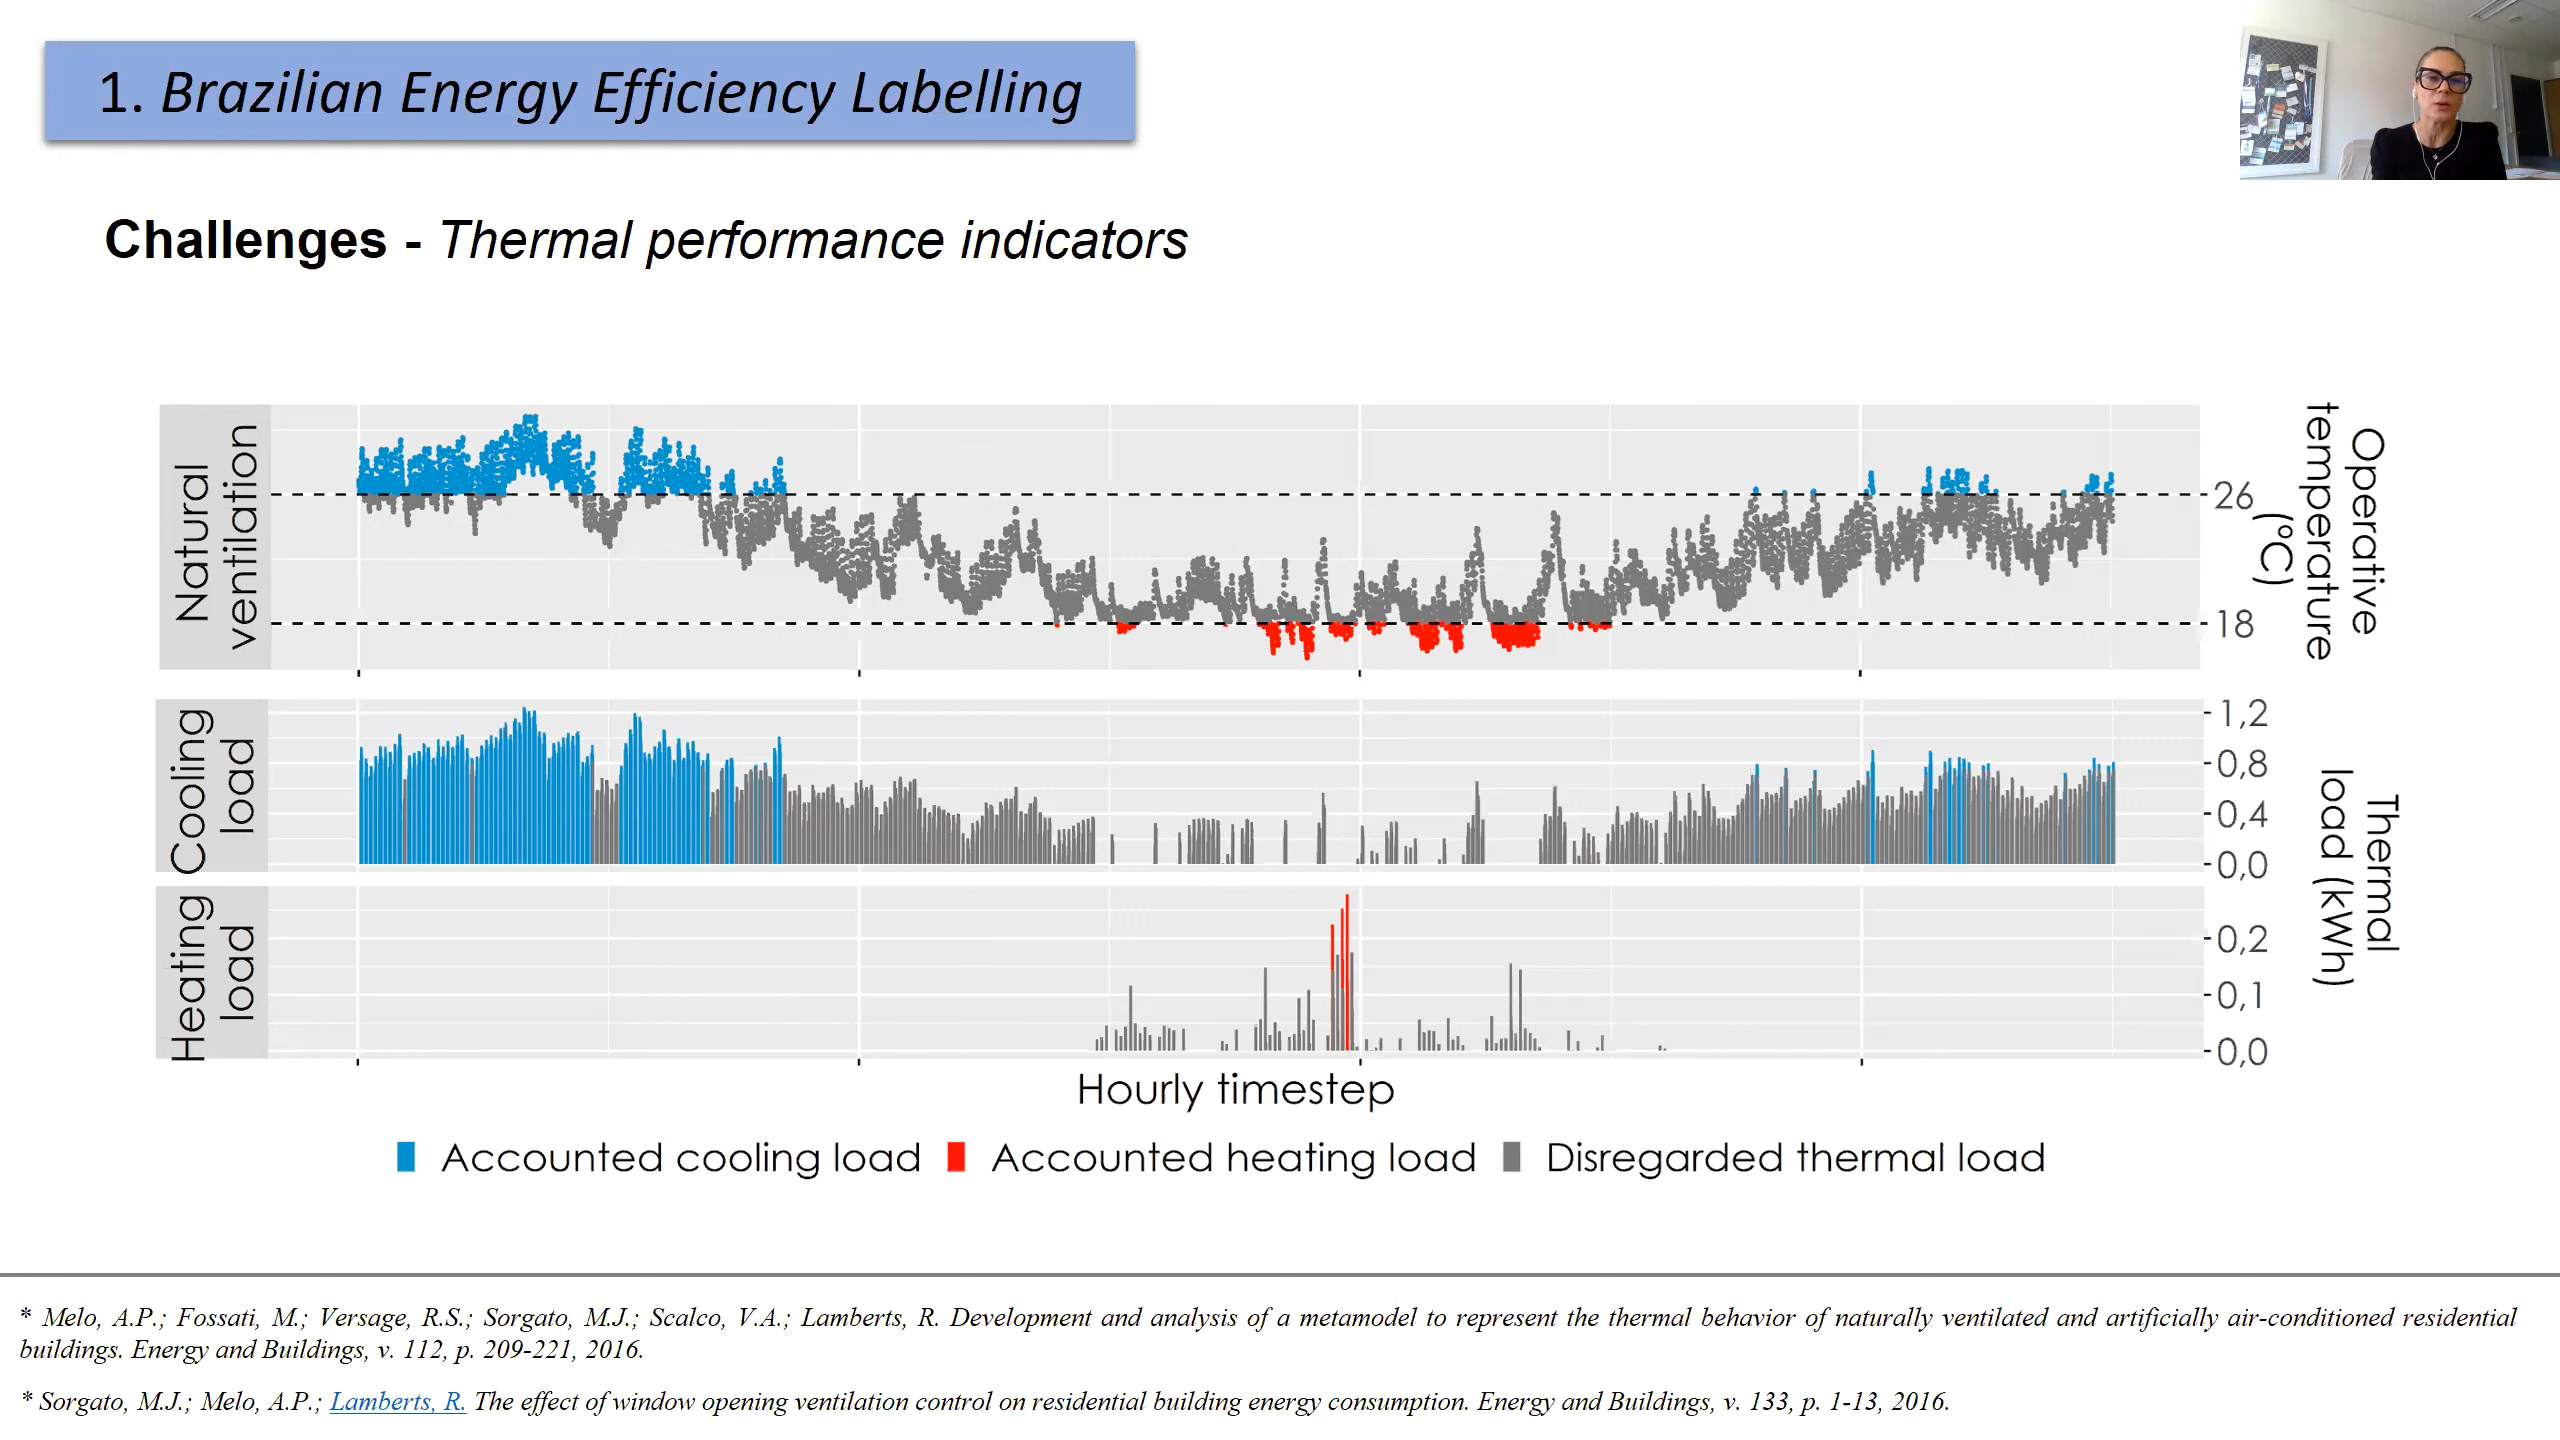 1. Brazilian Energy Efficiency Labelling
Challenges - Thermal performance indicators
Natural
ventilation
26
18
Operative
temperature
(°C)
Cooling
load
1,2
0,8
0,4
0,0
Heating
load
0,2
0,1
0,0
Thermal
load (kWh)
Hourly timestep
Accounted cooling load Accounted heating load Disregarded thermal load
* Melo, A.P.; Fossati, M.; Versage, R.S.; Sorgato, M.J.; Scalco, V.A.; Lamberts, R. Development and analysis of a metamodel to represent the thermal behavior of naturally ventilated and artificially air-conditioned residential
buildings. Energy and Buildings, v. 112, p. 209-221, 2016.
* Sorgato, M.J.; Melo, A.P.; Lamberts, R. The effect of window opening ventilation control on residential building energy consumption. Energy and Buildings, v. 133, p. 1-13, 2016.